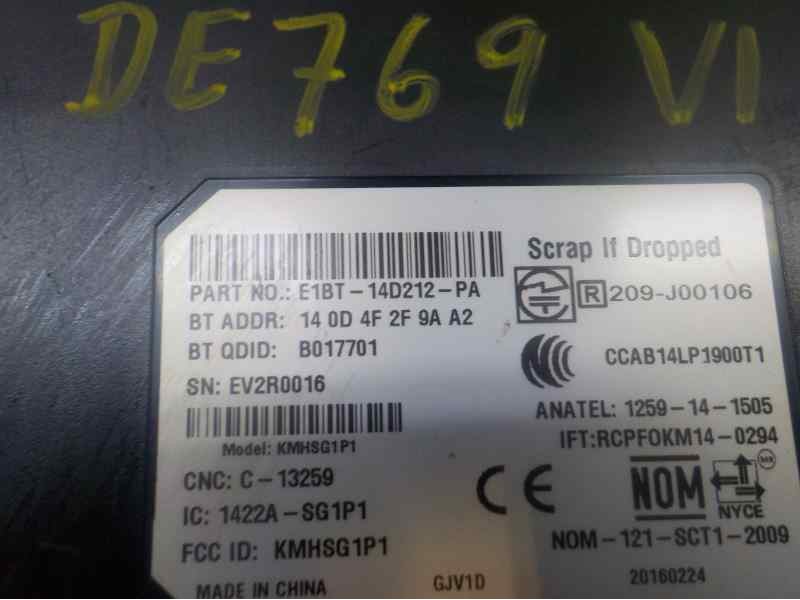 DE769 VI
Scrap If Dropped
PART NO.: E1BT-14D212-PA
R 209-J00106
BT ADDR: 14 0D 4F 2F 9A A2
BT QDID: B017701
CCAB14LP1900T1
SN: EV2R0016
ANATEL: 1259-14-1505
Model: KMHSG1P1
IFT:RCPFOKM14-0294
CNC: C-13259
CE
NOM
MR
NYCE
IC: 1422A-SG1P1
NOM-121-SCT1-2009
FCC ID: KMHSG1P1
MADE IN CHINA
GJV1D
20160224